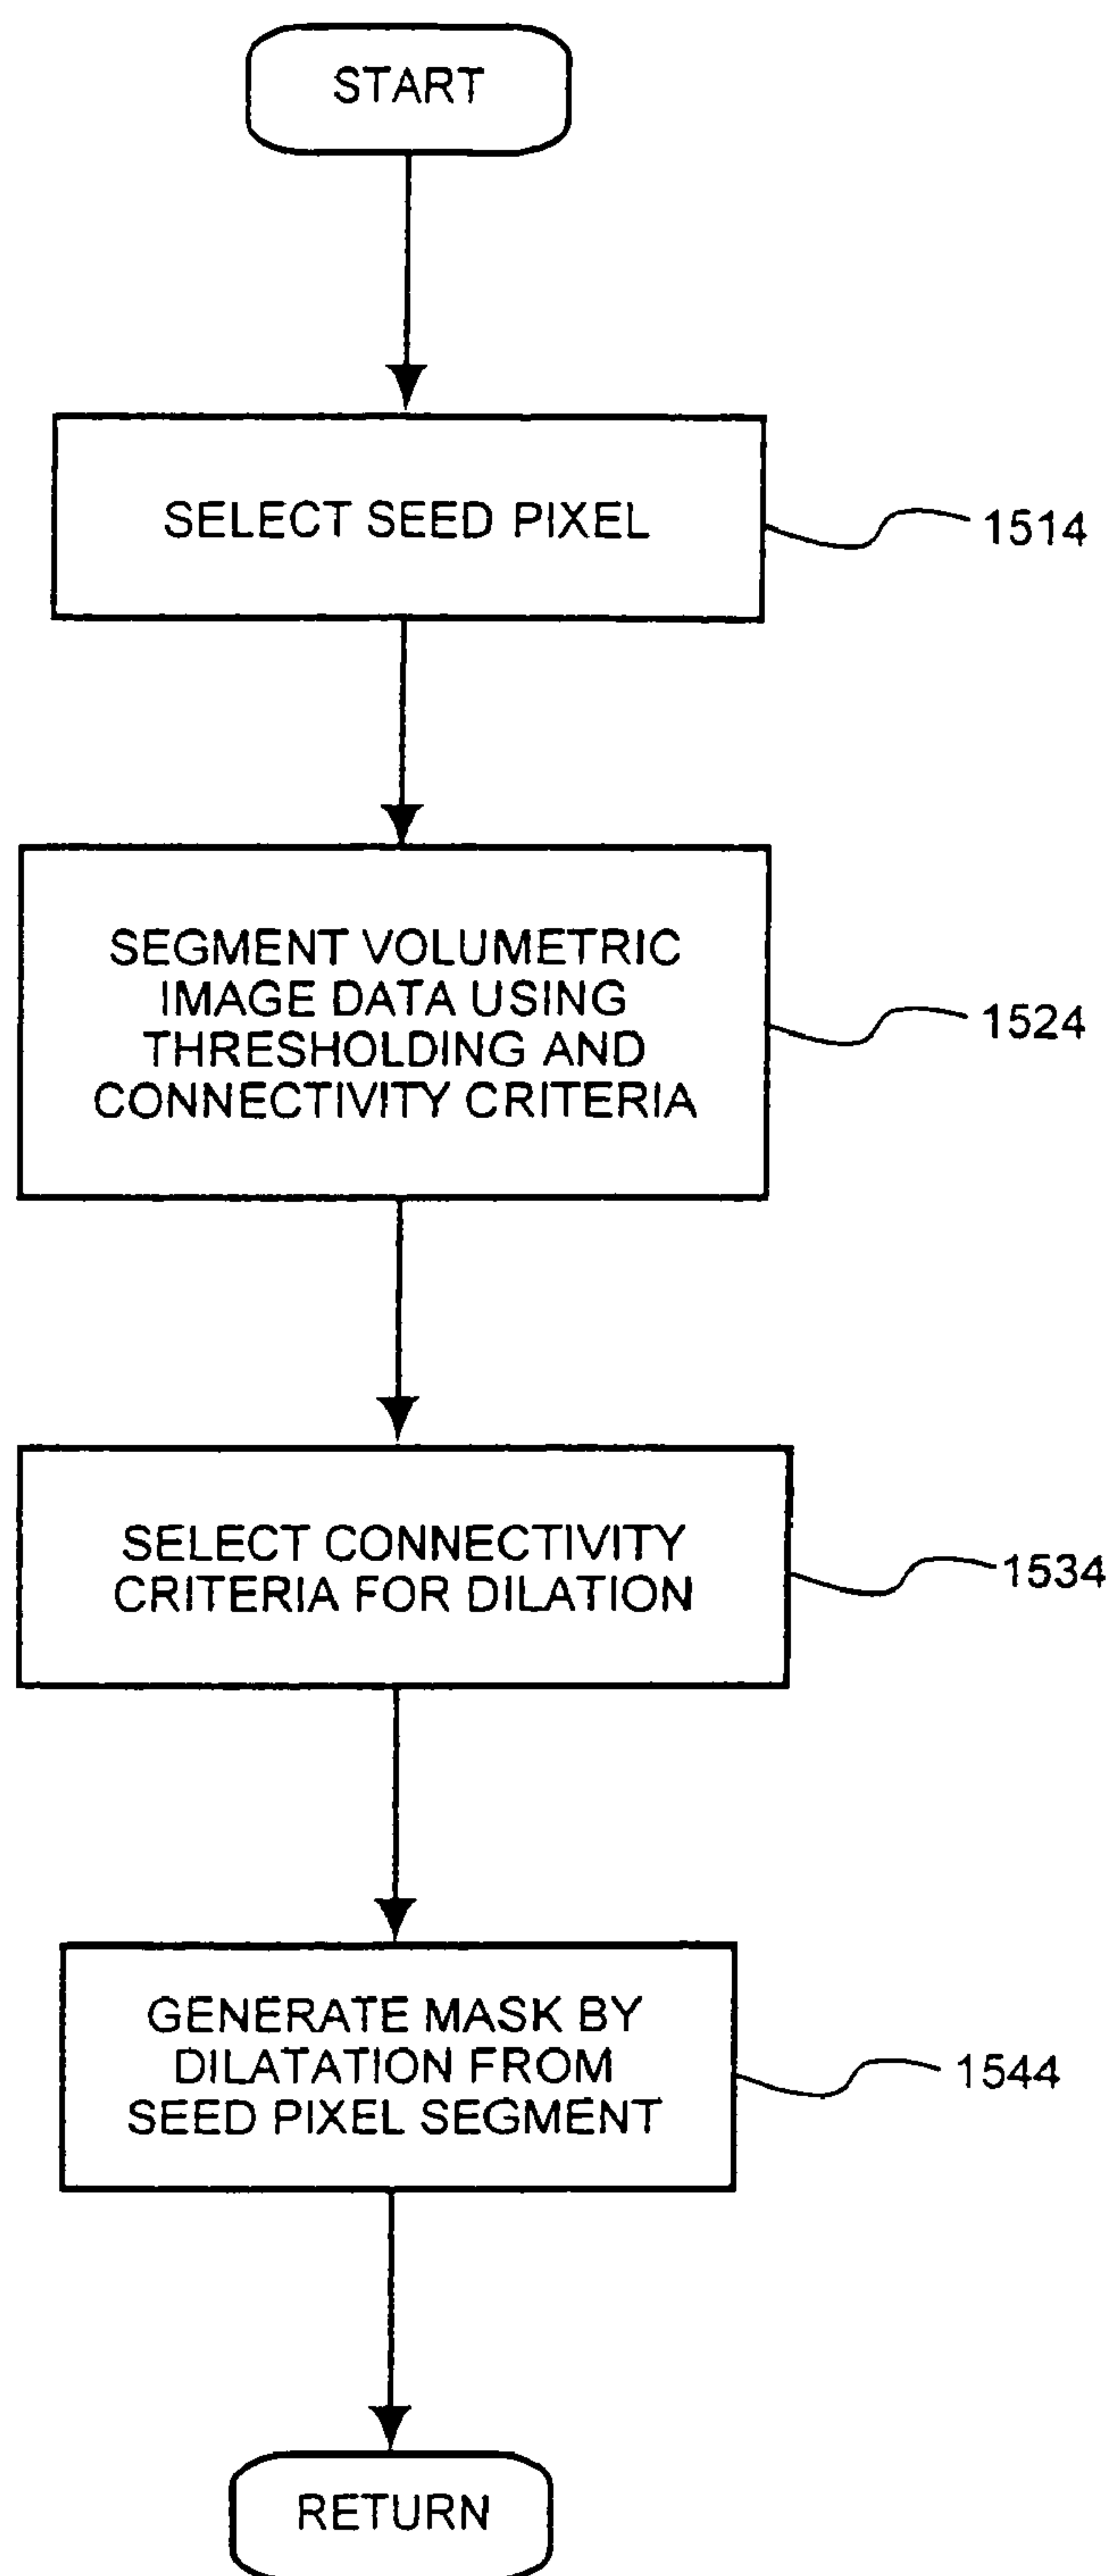 START
SELECT SEED PIXEL
1514
SEGMENT VOLUMETRIC
IMAGE DATA USING
THRESHOLDING AND
CONNECTIVITY CRITERIA
1524
SELECT CONNECTIVITY
CRITERIA FOR DILATION
1534
GENERATE MASK BY
DILATATION FROM
SEED PIXEL SEGMENT
1544
RETURN